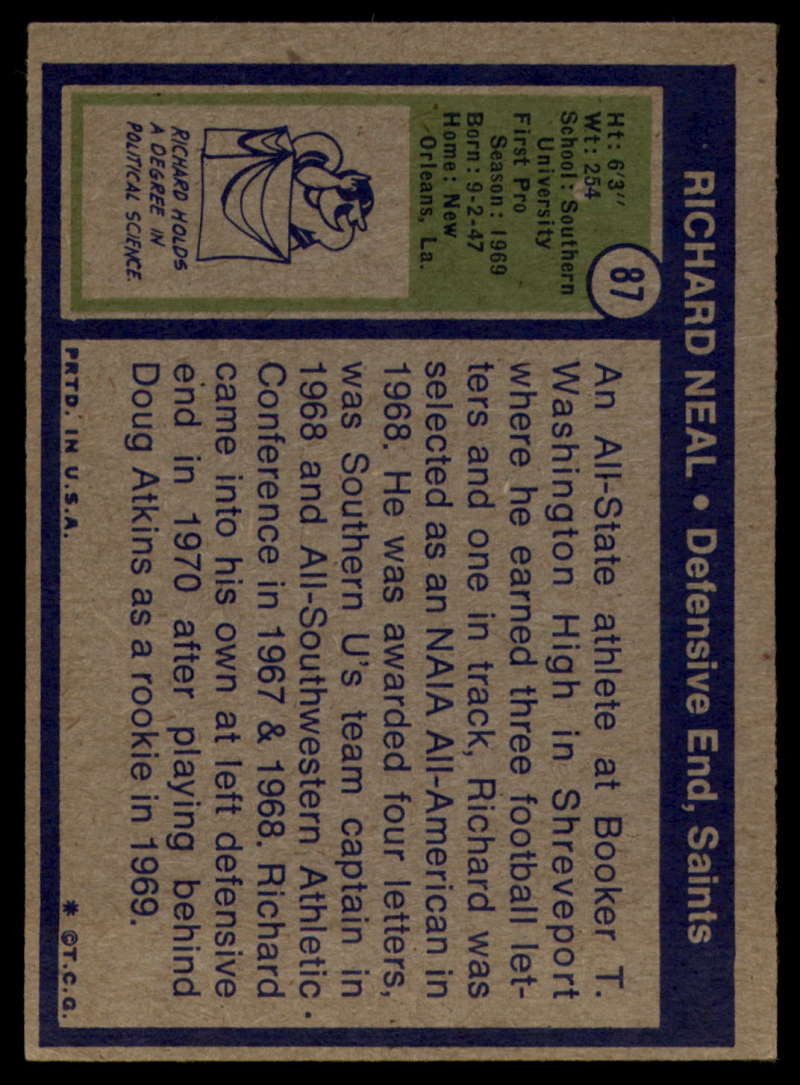 RICHARD NEAL • Defensive End, Saints
87
Ht: 6'3"
Wt: 254
School: Southern
University
First Pro
Season: 1969
Born: 9-2-47
Home: New
Orleans, La.
RICHARD HOLDS
A DEGREE IN
POLITICAL SCIENCE
An All-State athlete at Booker T.
Washington High in Shreveport
where he earned three football let-
ters and one in track, Richard was
selected as an NAIA All-American in
1968. He was awarded four letters,
was Southern U's team captain in
1968 and All-Southwestern Athletic
Conference in 1967 & 1968. Richard
came into his own at left defensive
end in 1970 after playing behind
Doug Atkins as a rookie in 1969.
PRTD. IN U.S.A.
* ©T.C.G.